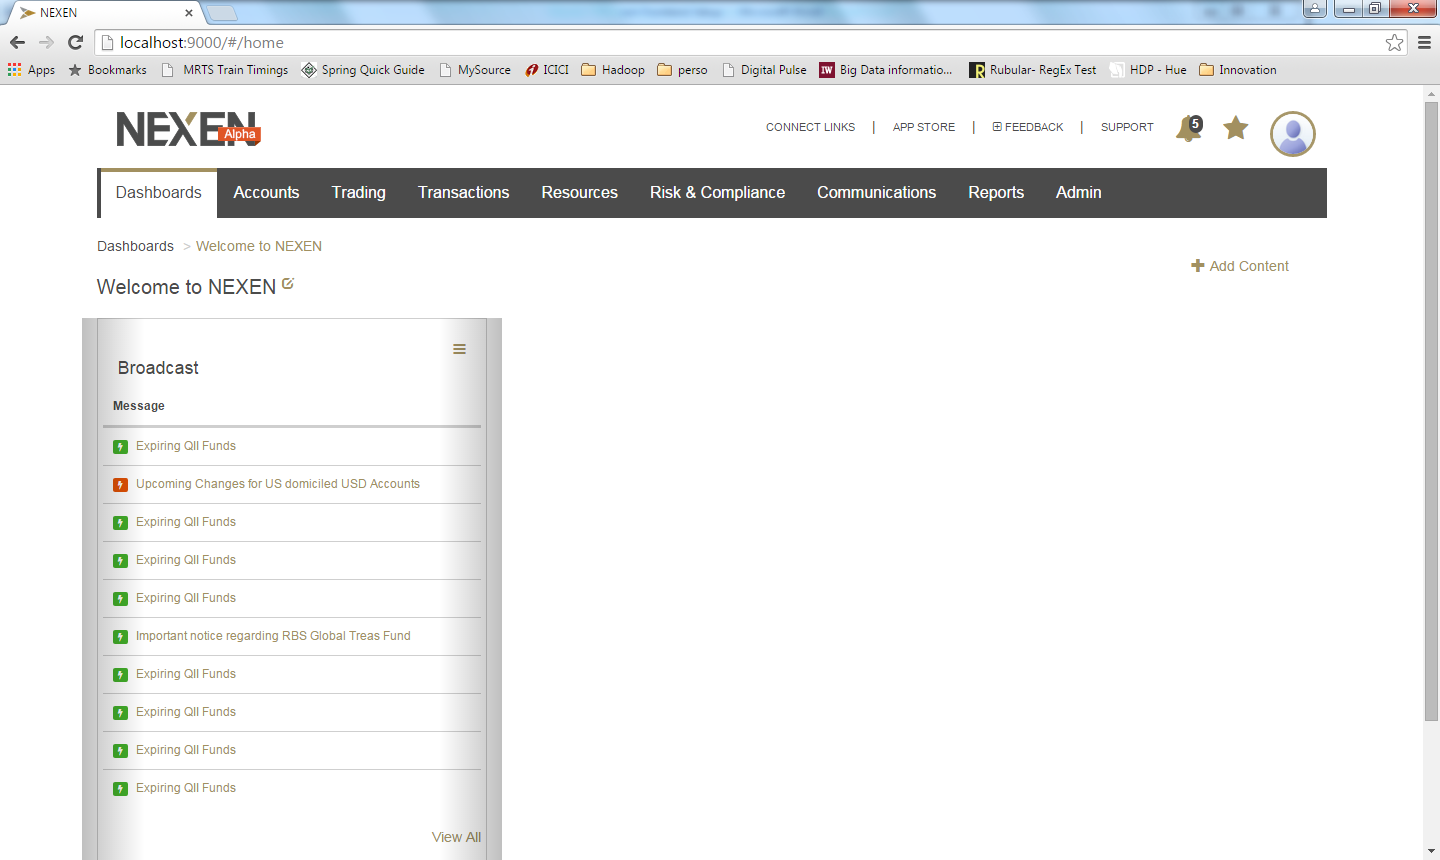 NEXEN
localhost:9000/#/home
Apps Bookmarks MRTS Train Timings Spring Quick Guide MySource ICICI Hadoop perso Digital Pulse IW Big Data informatio... R Rubular- RegEx Test HDP - Hue Innovation
NEXEN Alpha
CONNECT LINKS | APP STORE | FEEDBACK | SUPPORT 5
Dashboards Accounts Trading Transactions Resources Risk & Compliance Communications Reports Admin
Dashboards > Welcome to NEXEN
Add Content
Welcome to NEXEN
Broadcast
Message
Expiring QII Funds
Upcoming Changes for US domiciled USD Accounts
Expiring QII Funds
Expiring QII Funds
Expiring QII Funds
Important notice regarding RBS Global Treas Fund
Expiring QII Funds
Expiring QII Funds
Expiring QII Funds
Expiring QII Funds
View All